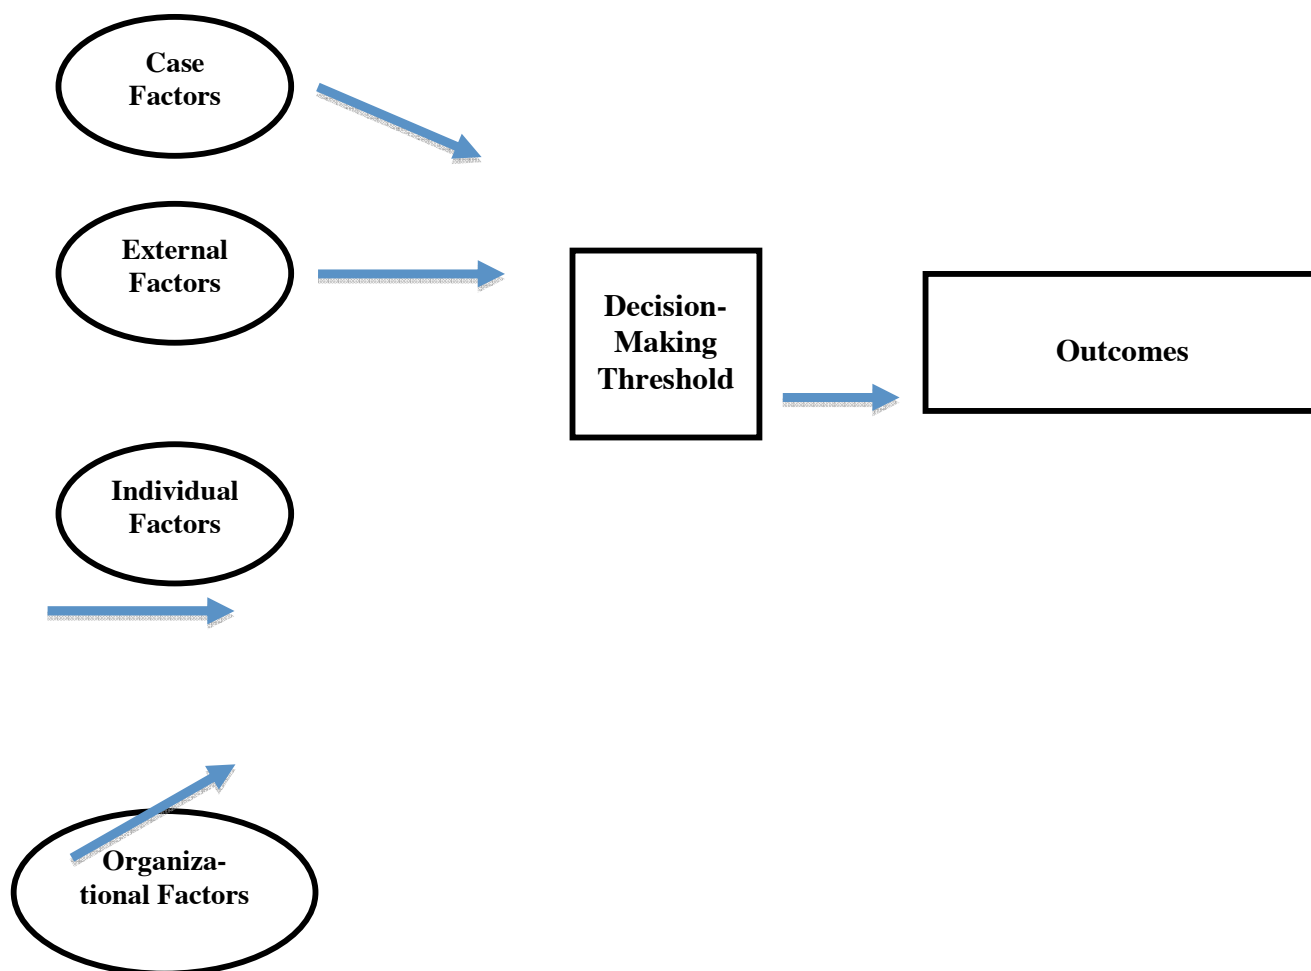 Case
Factors
External
Factors
Decision-
Making
Threshold
Outcomes
Individual
Factors
Organiza-
tional Factors